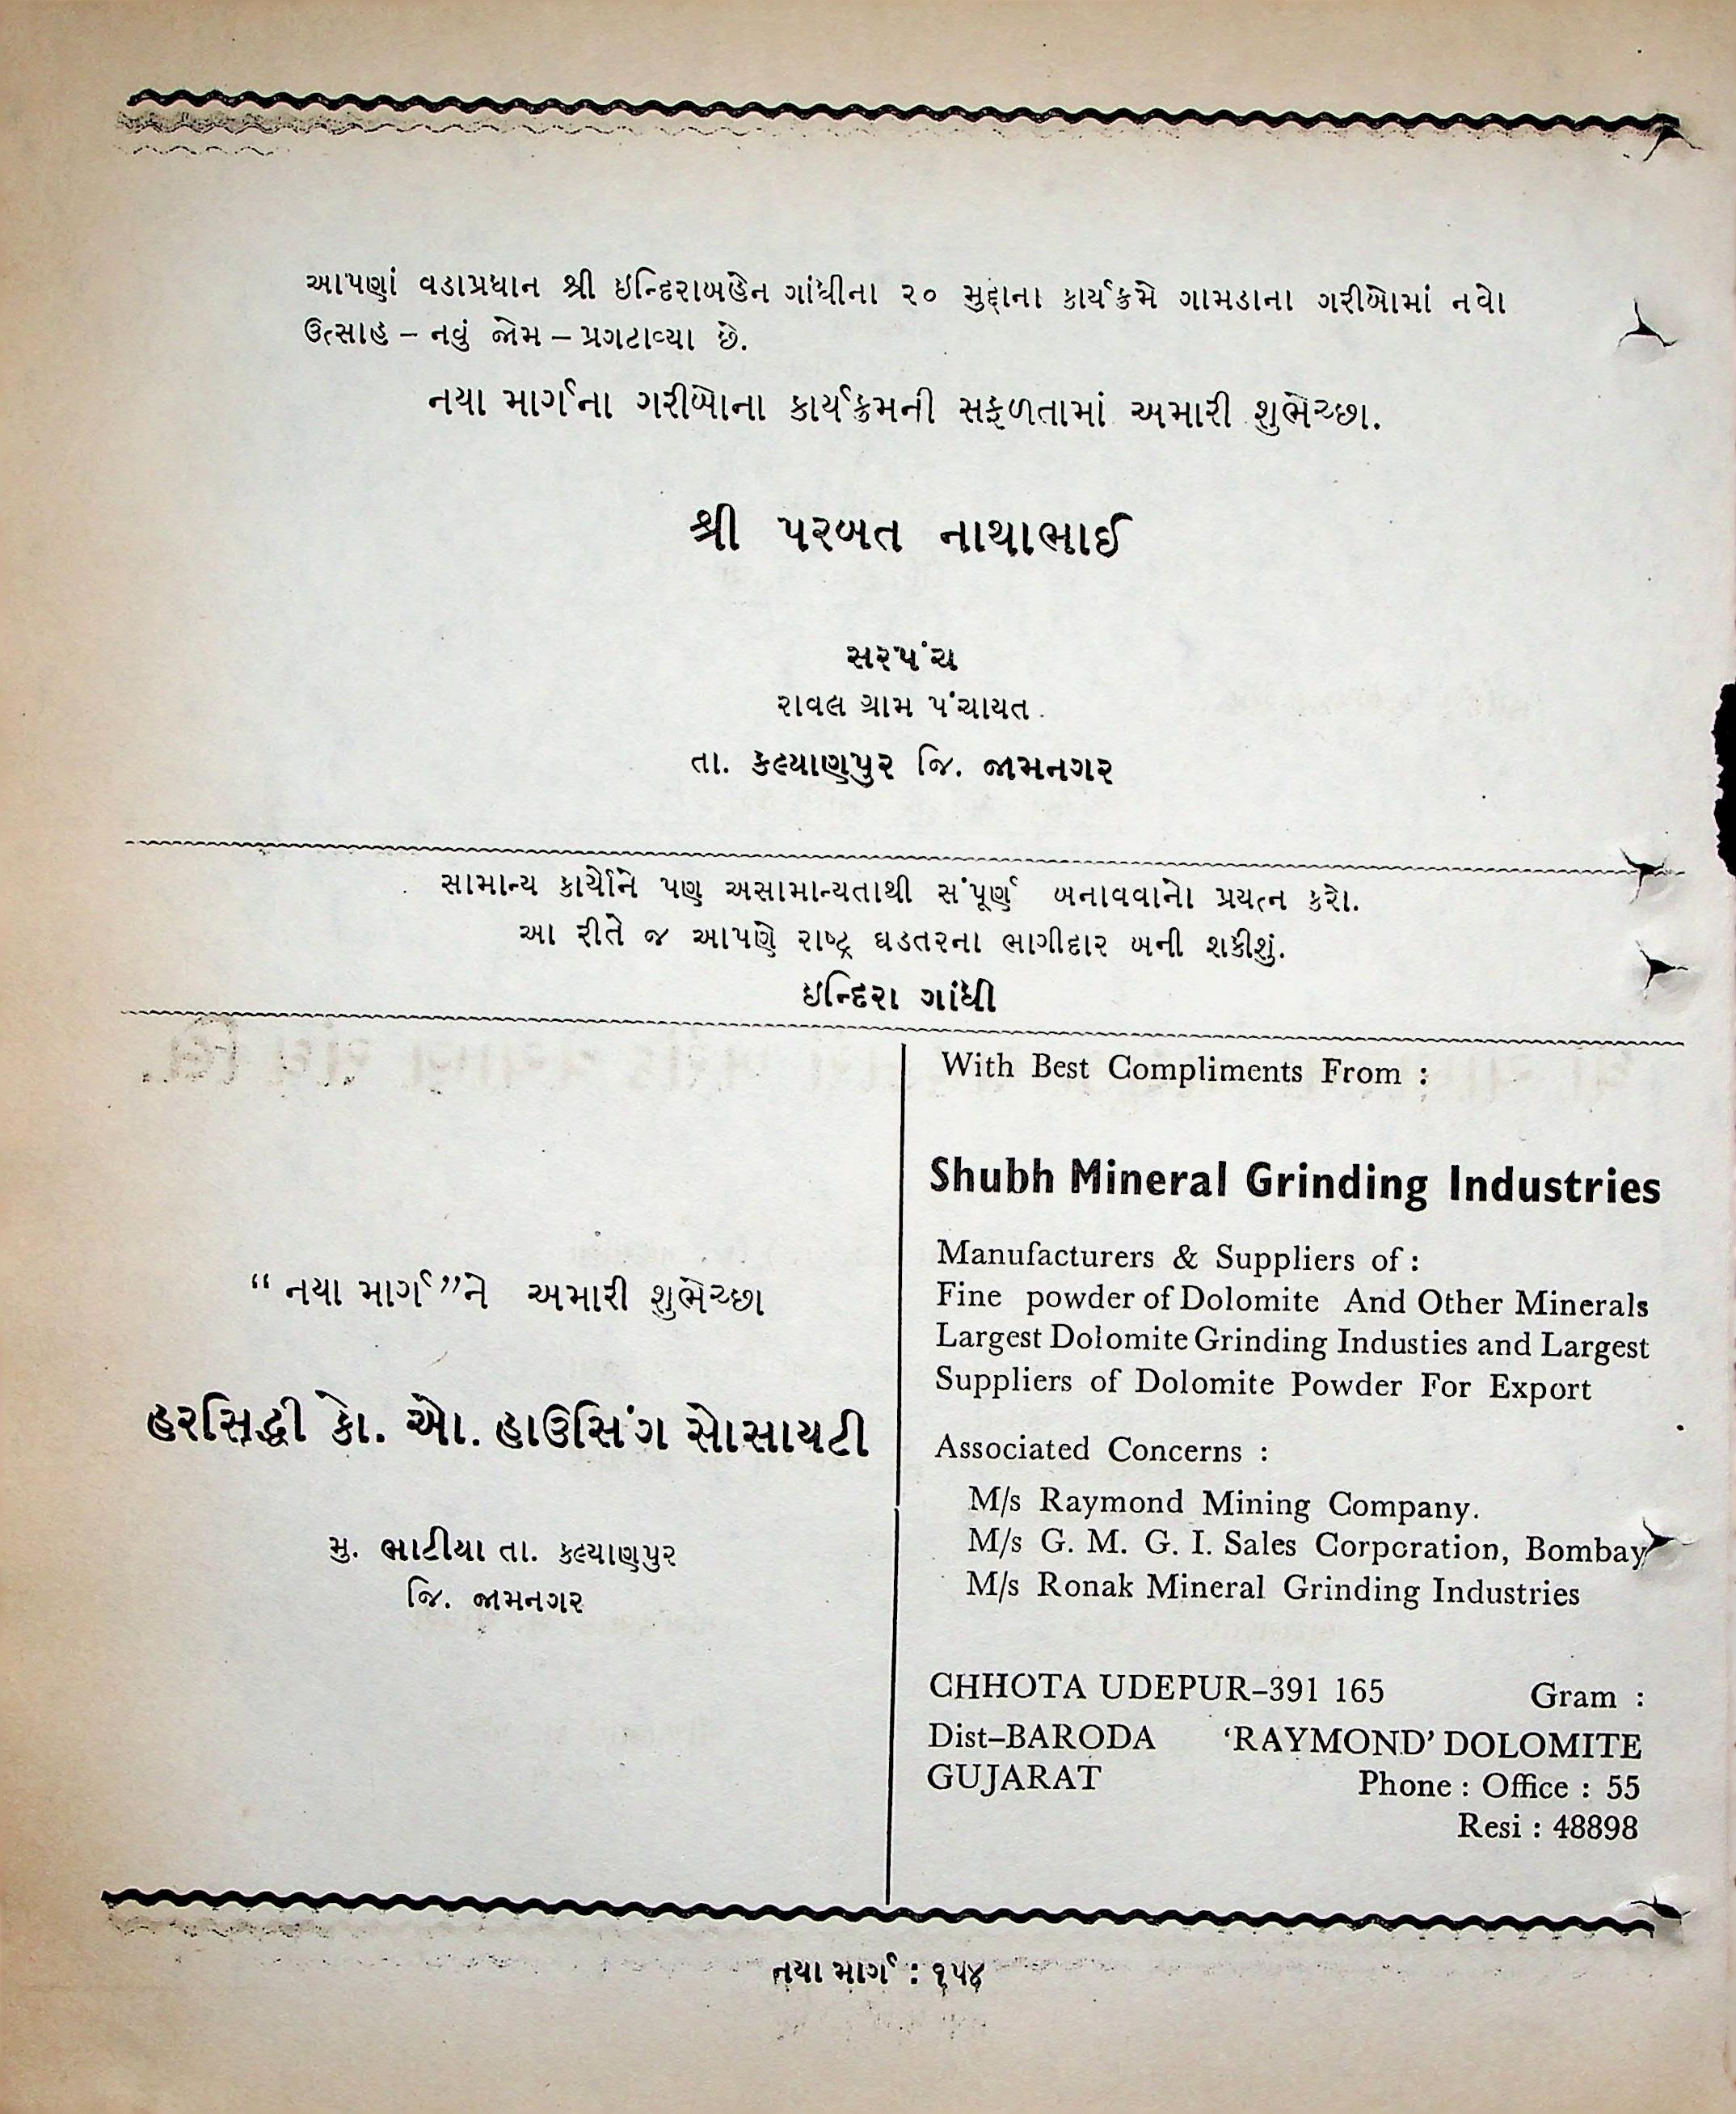 આપણાં વડાપ્રધાન શ્રી ઇન્દિરાબહેન ગાંધીના ૨૦ મુદ્દાના કાર્યક્રમે ગામડાના ગરીબોમાં નવો
ઉત્સાહ – નવું જોમ – પ્રગટાવ્યા છે.
નયા માર્ગના ગરીબોના કાર્યક્રમની સફળતામાં અમારી શુભેચ્છા.
શ્રી પરબત નાથાભાઈ
સરપંચ
રાવલ ગ્રામ પંચાયત
તા. કલ્યાણપુર જિ. જામનગર
સામાન્ય કાર્યોને પણ અસામાન્યતાથી સંપૂર્ણ બનાવવાનો પ્રયત્ન કરો.
આ રીતે જ આપણે રાષ્ટ્ર ઘડતરના ભાગીદાર બની શકીશું.
ઇન્દિરા ગાંધી
“ નયા માર્ગ ”ને અમારી શુભેચ્છા
હરસિદ્ધી કો. ઓ. હાઉસિંગ સોસાયટી
મુ. ભાટીયા તા. કલ્યાણપુર
જિ. જામનગર
With Best Compliments From :
Shubh Mineral Grinding Industries
Manufacturers & Suppliers of :
Fine powder of Dolomite And Other Minerals
Largest Dolomite Grinding Industies and Largest
Suppliers of Dolomite Powder For Export
Associated Concerns :
M/s Raymond Mining Company.
M/s G. M. G. I. Sales Corporation, Bombay
M/s Ronak Mineral Grinding Industries
CHHOTA UDEPUR–391 165 Gram :
Dist–BARODA ‘RAYMOND’ DOLOMITE
GUJARAT Phone : Office : 55
Resi : 48898
નયા માર્ગ : ૧૫૪